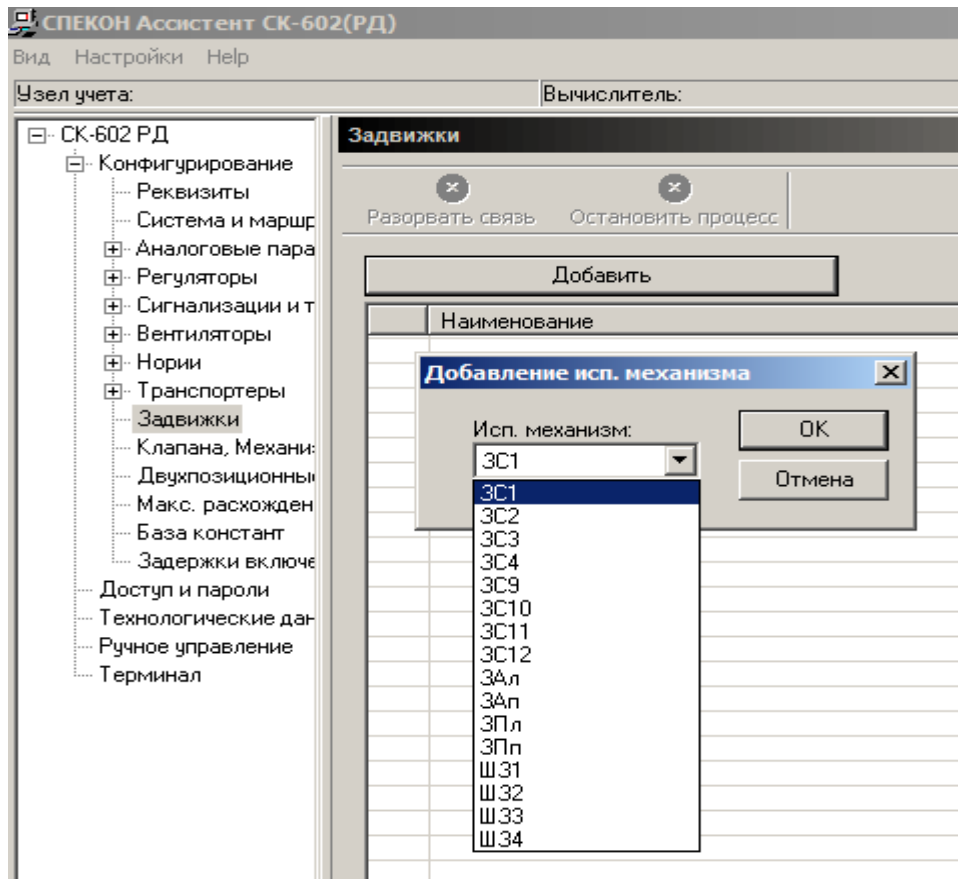 СПЕКОН Ассистент СК-602(РД)
Вид Настройки Help
Узел учета: Вычислитель:
СК-602 РД
Конфигурирование
Реквизиты
Система и маршр
Аналоговые пара
Регуляторы
Сигнализации и т
Вентиляторы
Нории
Транспортеры
Задвижки
Клапана, Механи
Двухпозиционны
Макс. расхожден
База констант
Задержки включе
Доступ и пароли
Технологические дан
Ручное управление
Терминал
Задвижки
Разорвать связь Остановить процесс
Добавить
Наименование
Добавление исп. механизма
Исп. механизм:
ЗС1
OK
Отмена
ЗС1
ЗС2
ЗС3
ЗС4
ЗС9
ЗС10
ЗС11
ЗС12
ЗАл
ЗАп
ЗПл
ЗПп
ШЗ1
ШЗ2
ШЗ3
ШЗ4